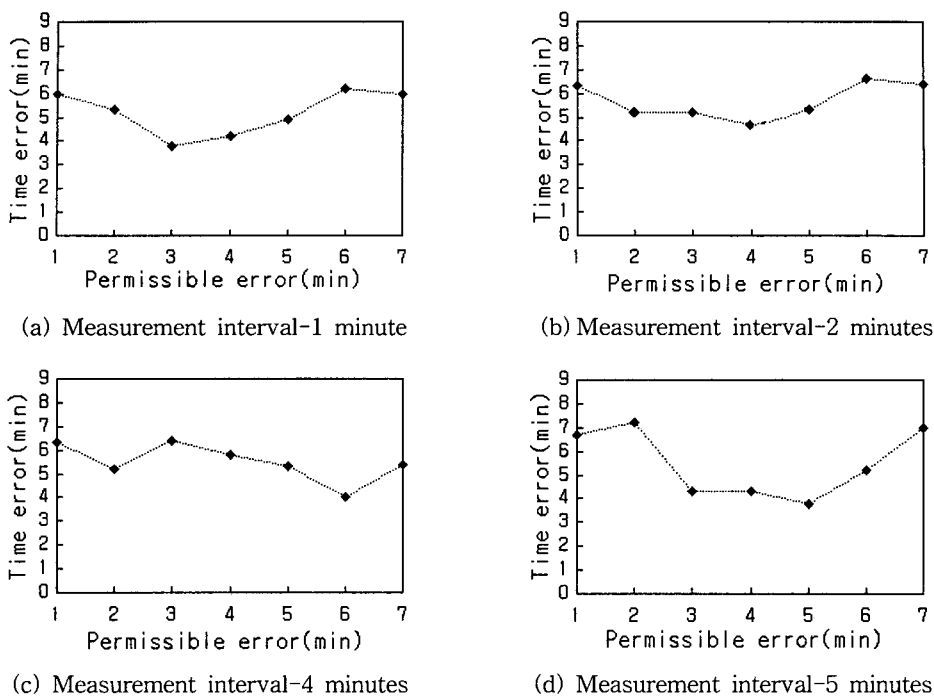 9
8
7
6
5
4
3
2
1
0
Time error(min)
1 2 3 4 5 6 7
Permissible error(min)
(a) Measurement interval-1 minute
9
8
7
6
5
4
3
2
1
0
Time error(min)
1 2 3 4 5 6 7
Permissible error(min)
(b) Measurement interval-2 minutes
9
8
7
6
5
4
3
2
1
0
Time error(min)
1 2 3 4 5 6 7
Permissible error(min)
(c) Measurement interval-4 minutes
9
8
7
6
5
4
3
2
1
0
Time error(min)
1 2 3 4 5 6 7
Permissible error(min)
(d) Measurement interval-5 minutes